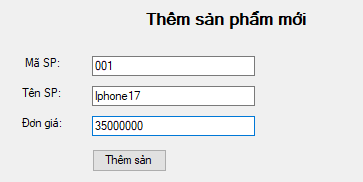 Thêm sản phẩm mới
Mã SP: 001
Tên SP: Iphone17
Đơn giá: 35000000
Thêm sản